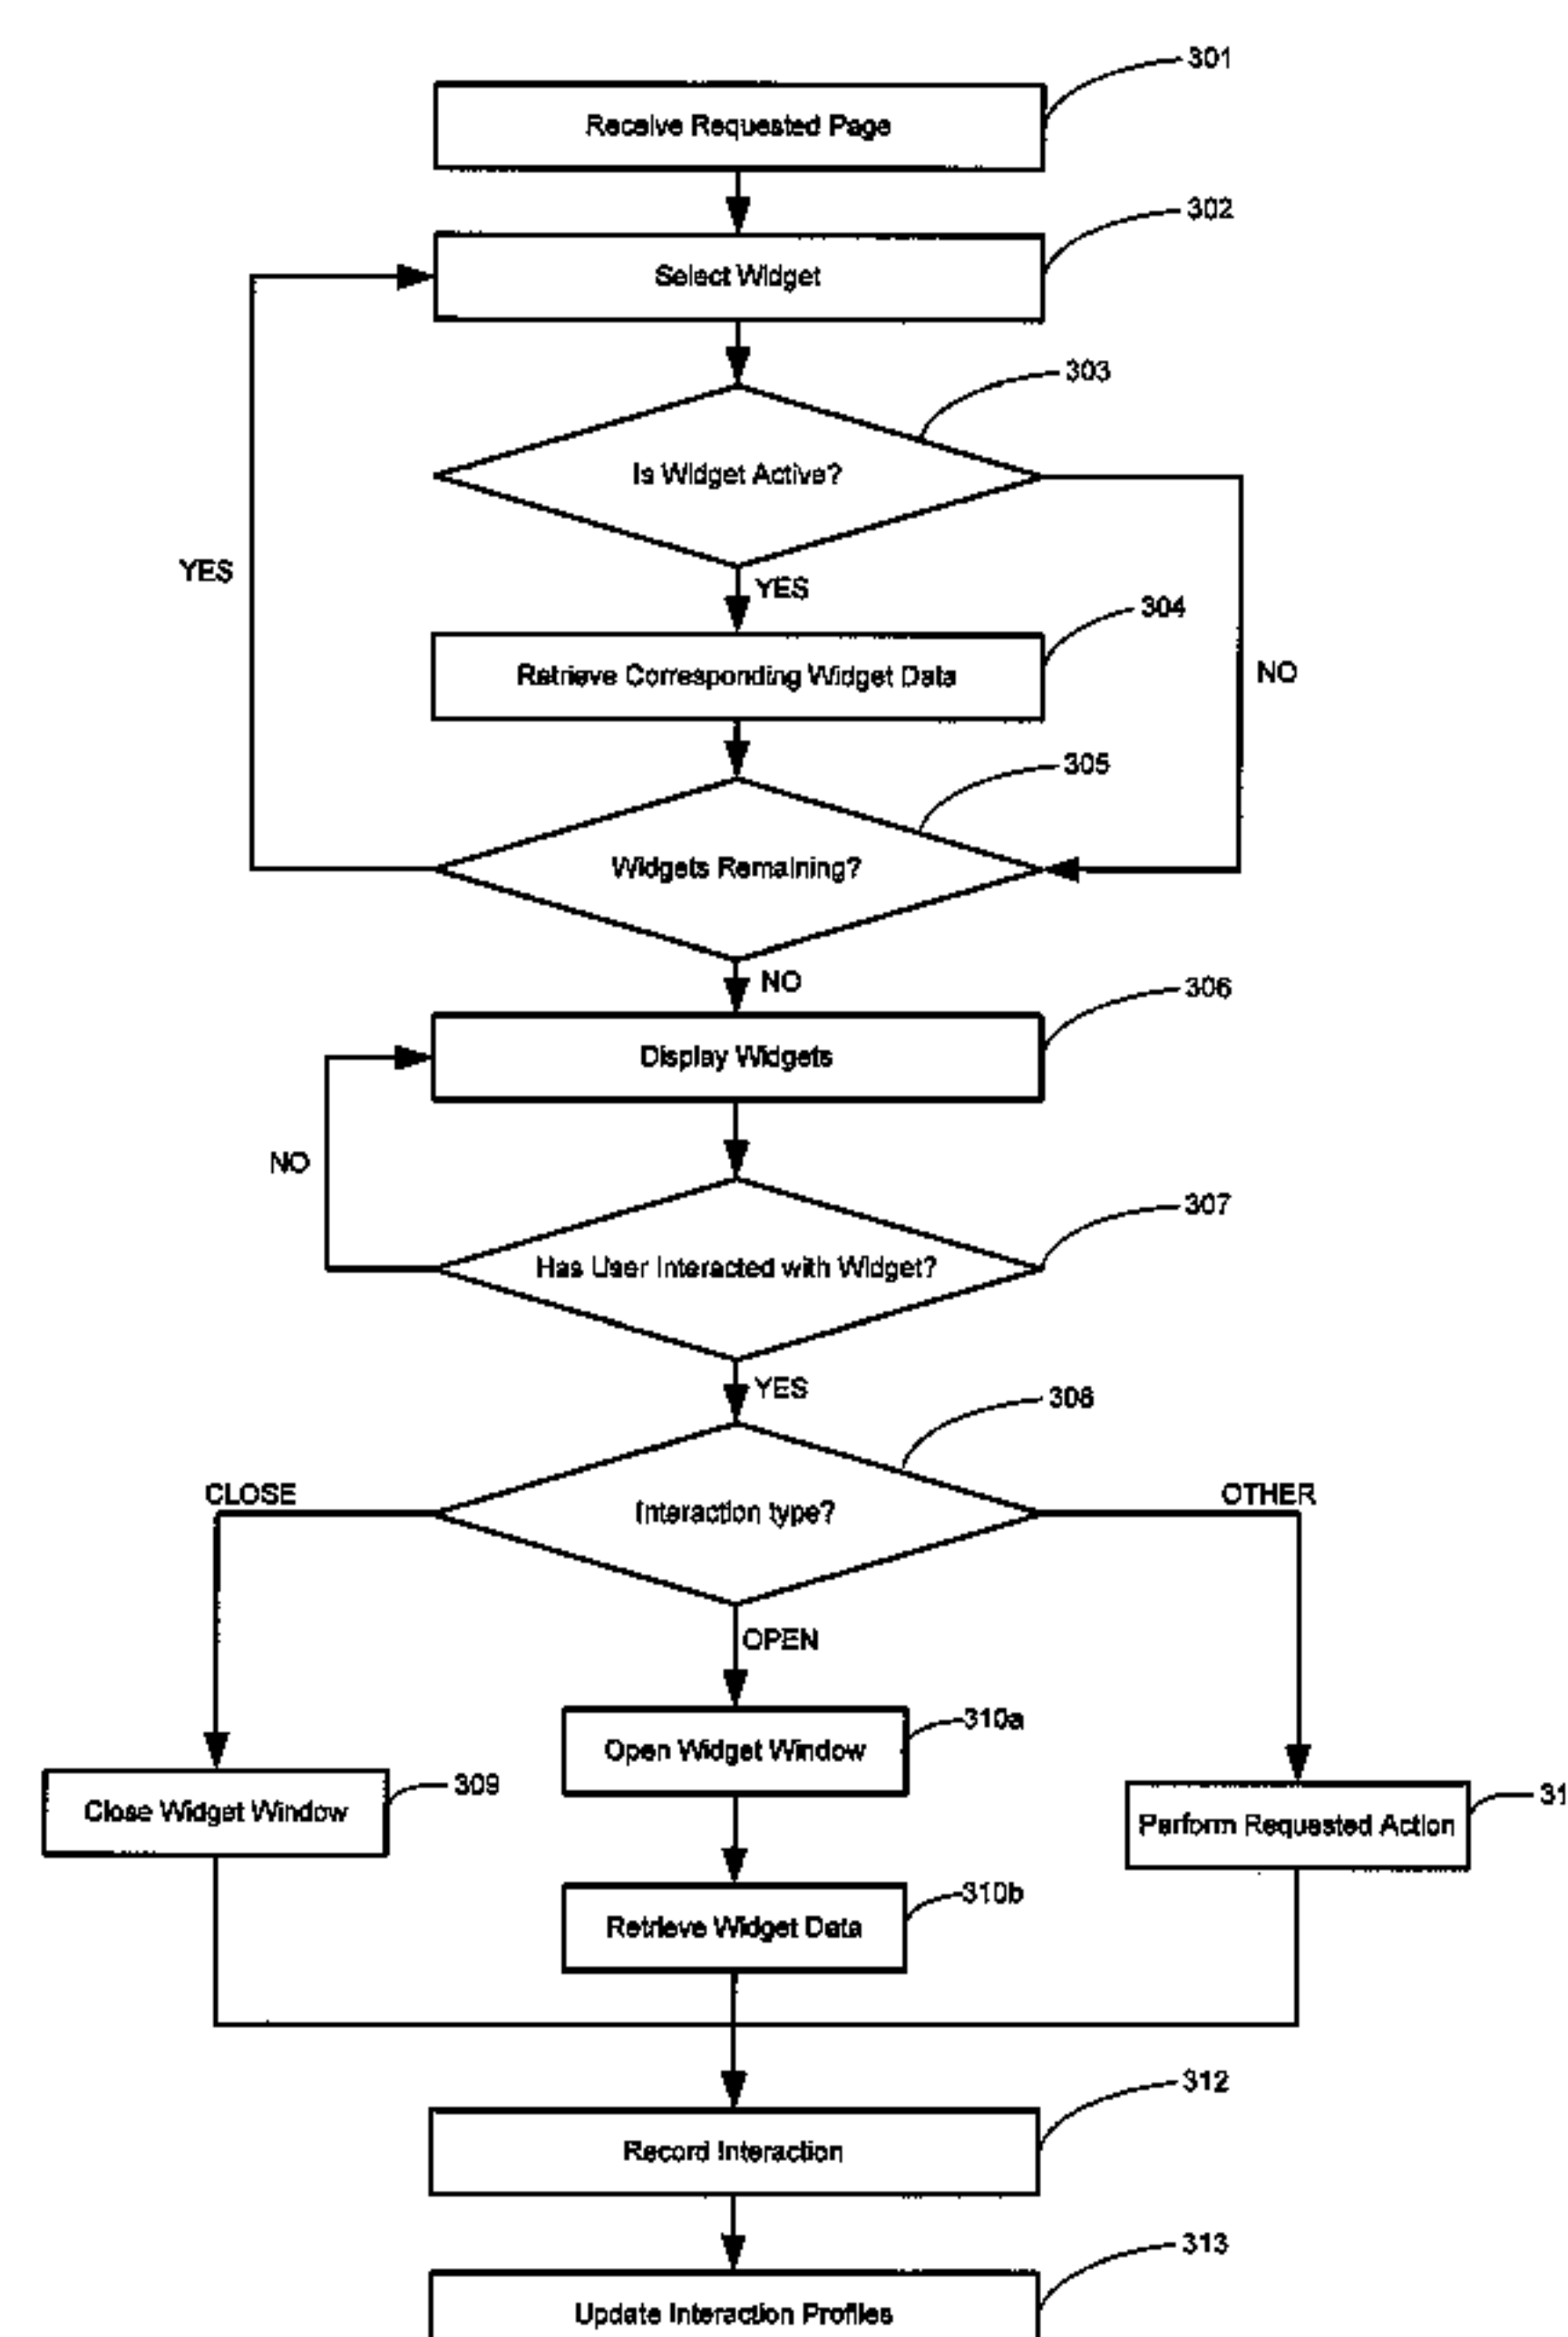 301
Receive Requested Page
302
Select Widget
303
Is Widget Active?
YES
YES
304
Retrieve Corresponding Widget Data
NO
305
Widgets Remaining?
NO
306
Display Widgets
NO
307
Has User Interacted with Widget?
YES
308
CLOSE
OTHER
Interaction type?
OPEN
310a
Open Widget Window
309
Close Widget Window
31
Perform Requested Action
310b
Retrieve Widget Data
312
Record Interaction
313
Update Interaction Profiles